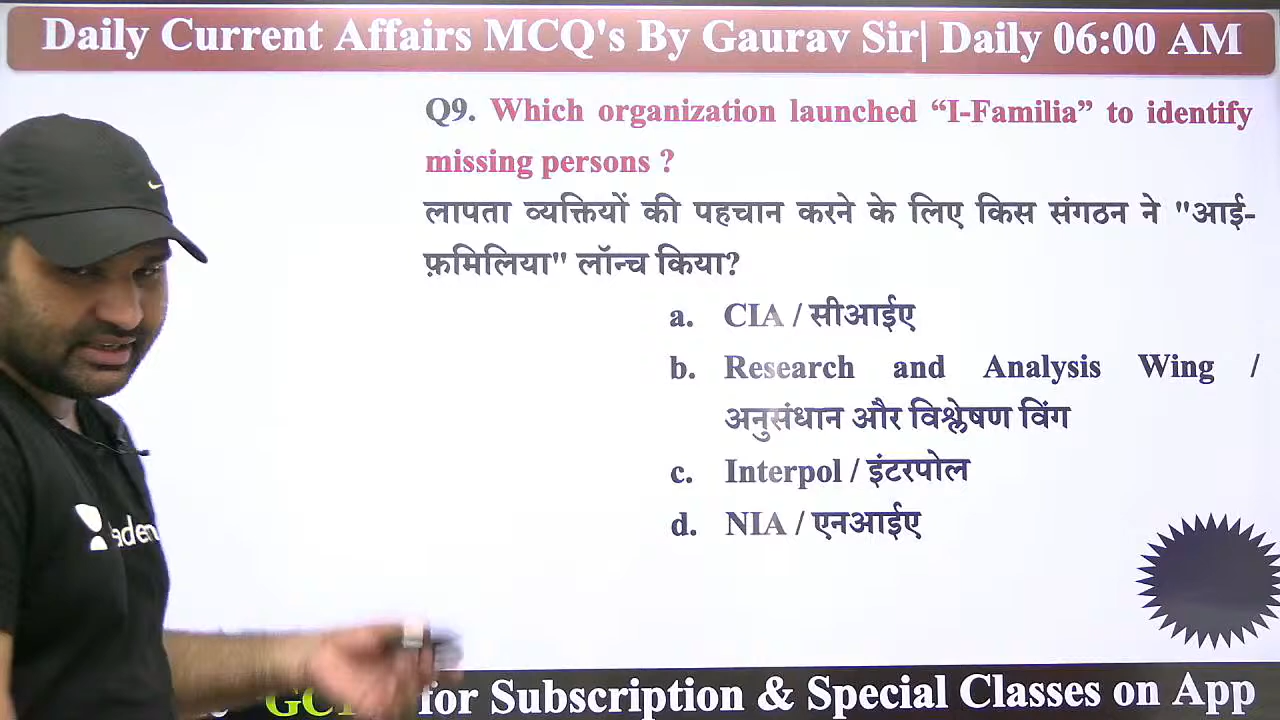 Daily Current Affairs MCQ's By Gaurav Sir| Daily 06:00 AM
Q9. Which organization launched “I-Familia” to identify
missing persons ?
लापता व्यक्तियों की पहचान करने के लिए किस संगठन ने "आई-
फ़मिलिया" लॉन्च किया?
a. CIA / सीआईए
b. Research and Analysis Wing /
अनुसंधान और विश्लेषण विंग
c. Interpol / इंटरपोल
d. NIA / एनआईए
for Subscription & Special Classes on App